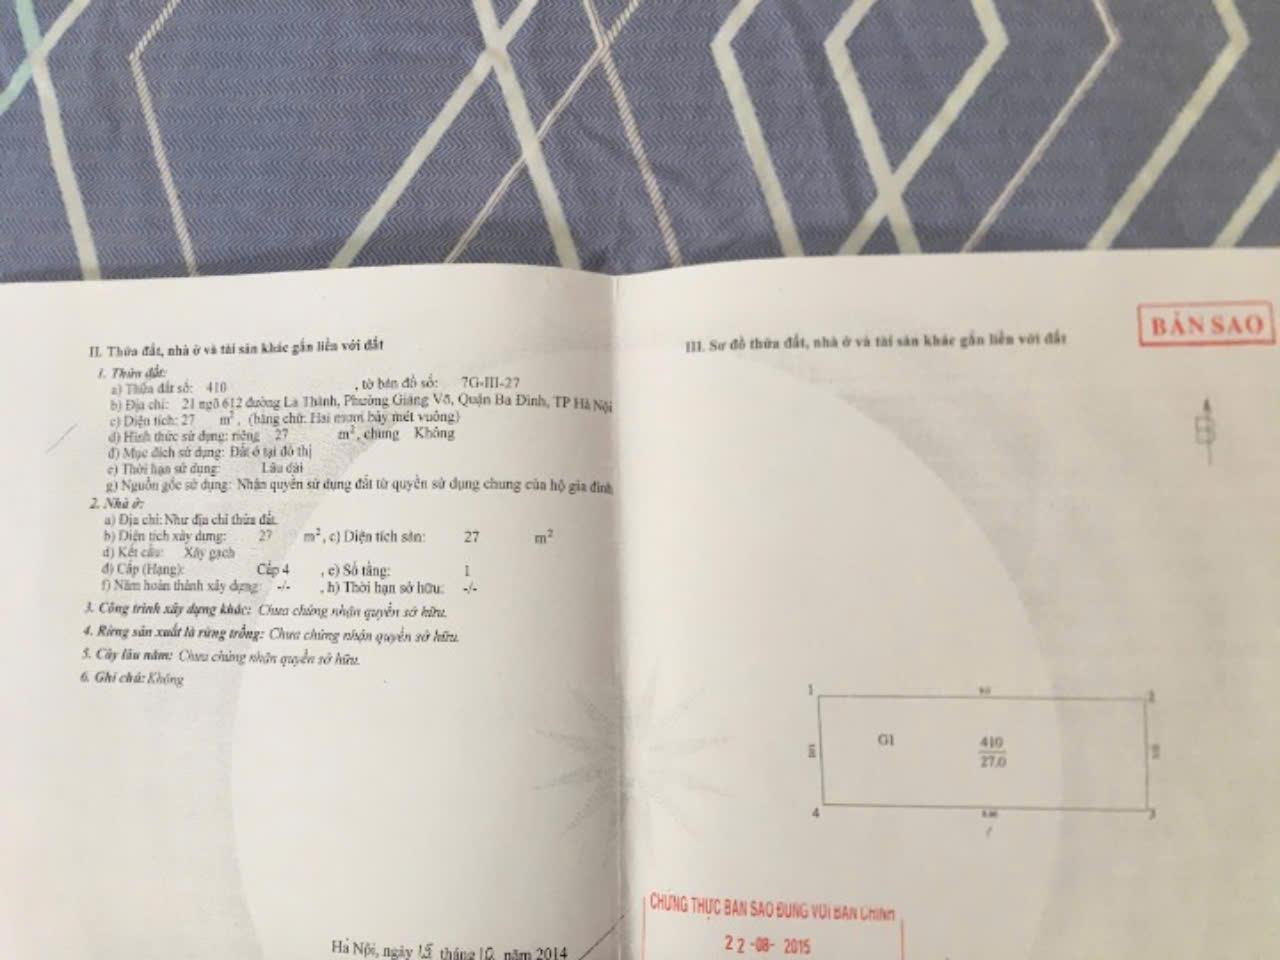 II. Thửa đất, nhà ở và tài sản khác gắn liền với đất
1. Thửa đất:
a) Thửa đất số: 410 , tờ bản đồ số: 7G-III-27
b) Địa chỉ: 21 ngõ 612 đường La Thành, Phường Giảng Võ, Quận Ba Đình, TP Hà Nội
c) Diện tích: 27 m², (bằng chữ: Hai mươi bảy mét vuông)
d) Hình thức sử dụng: riêng 27 m², chung Không
đ) Mục đích sử dụng: Đất ở tại đô thị
e) Thời hạn sử dụng: Lâu dài
g) Nguồn gốc sử dụng: Nhận quyền sử dụng đất từ quyền sử dụng chung của hộ gia đình
2. Nhà ở:
a) Địa chỉ: Như địa chỉ thửa đất.
b) Diện tích xây dựng: 27 m², c) Diện tích sàn: 27 m²
d) Kết cấu: Xây gạch
đ) Cấp (Hạng): Cấp 4 , e) Số tầng: 1
f) Năm hoàn thành xây dựng: -/- , h) Thời hạn sở hữu: -/-
3. Công trình xây dựng khác: Chưa chứng nhận quyền sở hữu.
4. Rừng sản xuất là rừng trồng: Chưa chứng nhận quyền sở hữu.
5. Cây lâu năm: Chưa chứng nhận quyền sở hữu.
6. Ghi chú: Không
Hà Nội, ngày 15 tháng 10 năm 2014
BẢN SAO
III. Sơ đồ thửa đất, nhà ở và tài sản khác gắn liền với đất
B
1
2
G1
410
27.0
4
3
CHỨNG THỰC BẢN SAO ĐÚNG VỚI BẢN CHÍNH
22 -08- 2015